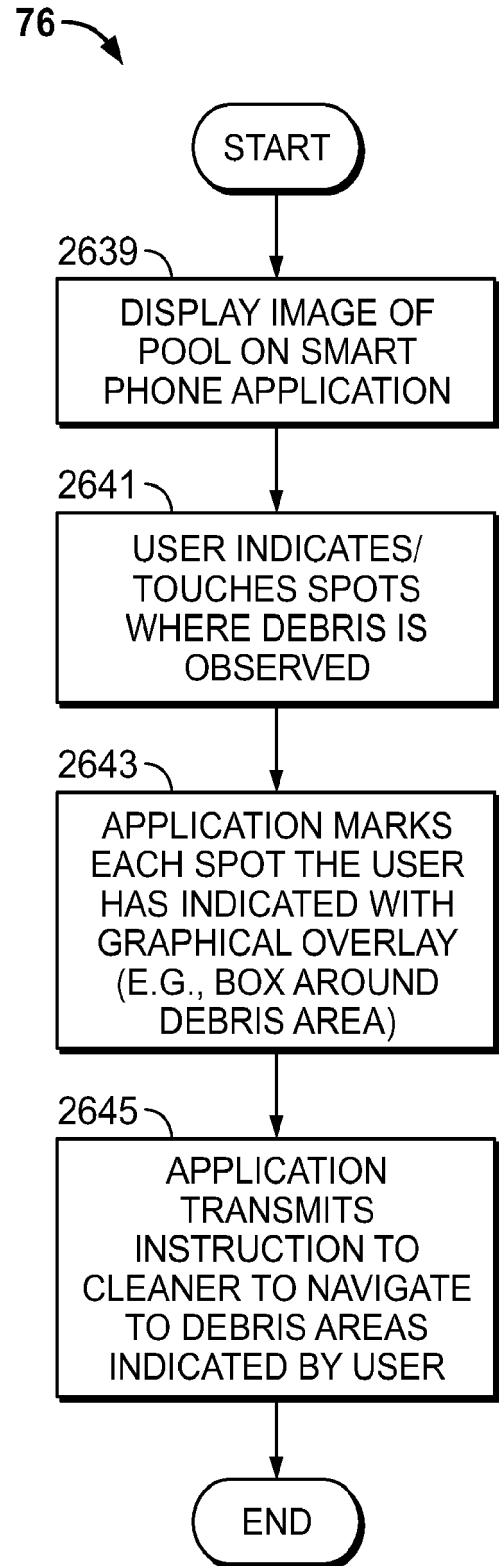 76
START
2639
DISPLAY IMAGE OF
POOL ON SMART
PHONE APPLICATION
2641
USER INDICATES/
TOUCHES SPOTS
WHERE DEBRIS IS
OBSERVED
2643
APPLICATION MARKS
EACH SPOT THE USER
HAS INDICATED WITH
GRAPHICAL OVERLAY
(E.G., BOX AROUND
DEBRIS AREA)
2645
APPLICATION
TRANSMITS
INSTRUCTION TO
CLEANER TO NAVIGATE
TO DEBRIS AREAS
INDICATED BY USER
END